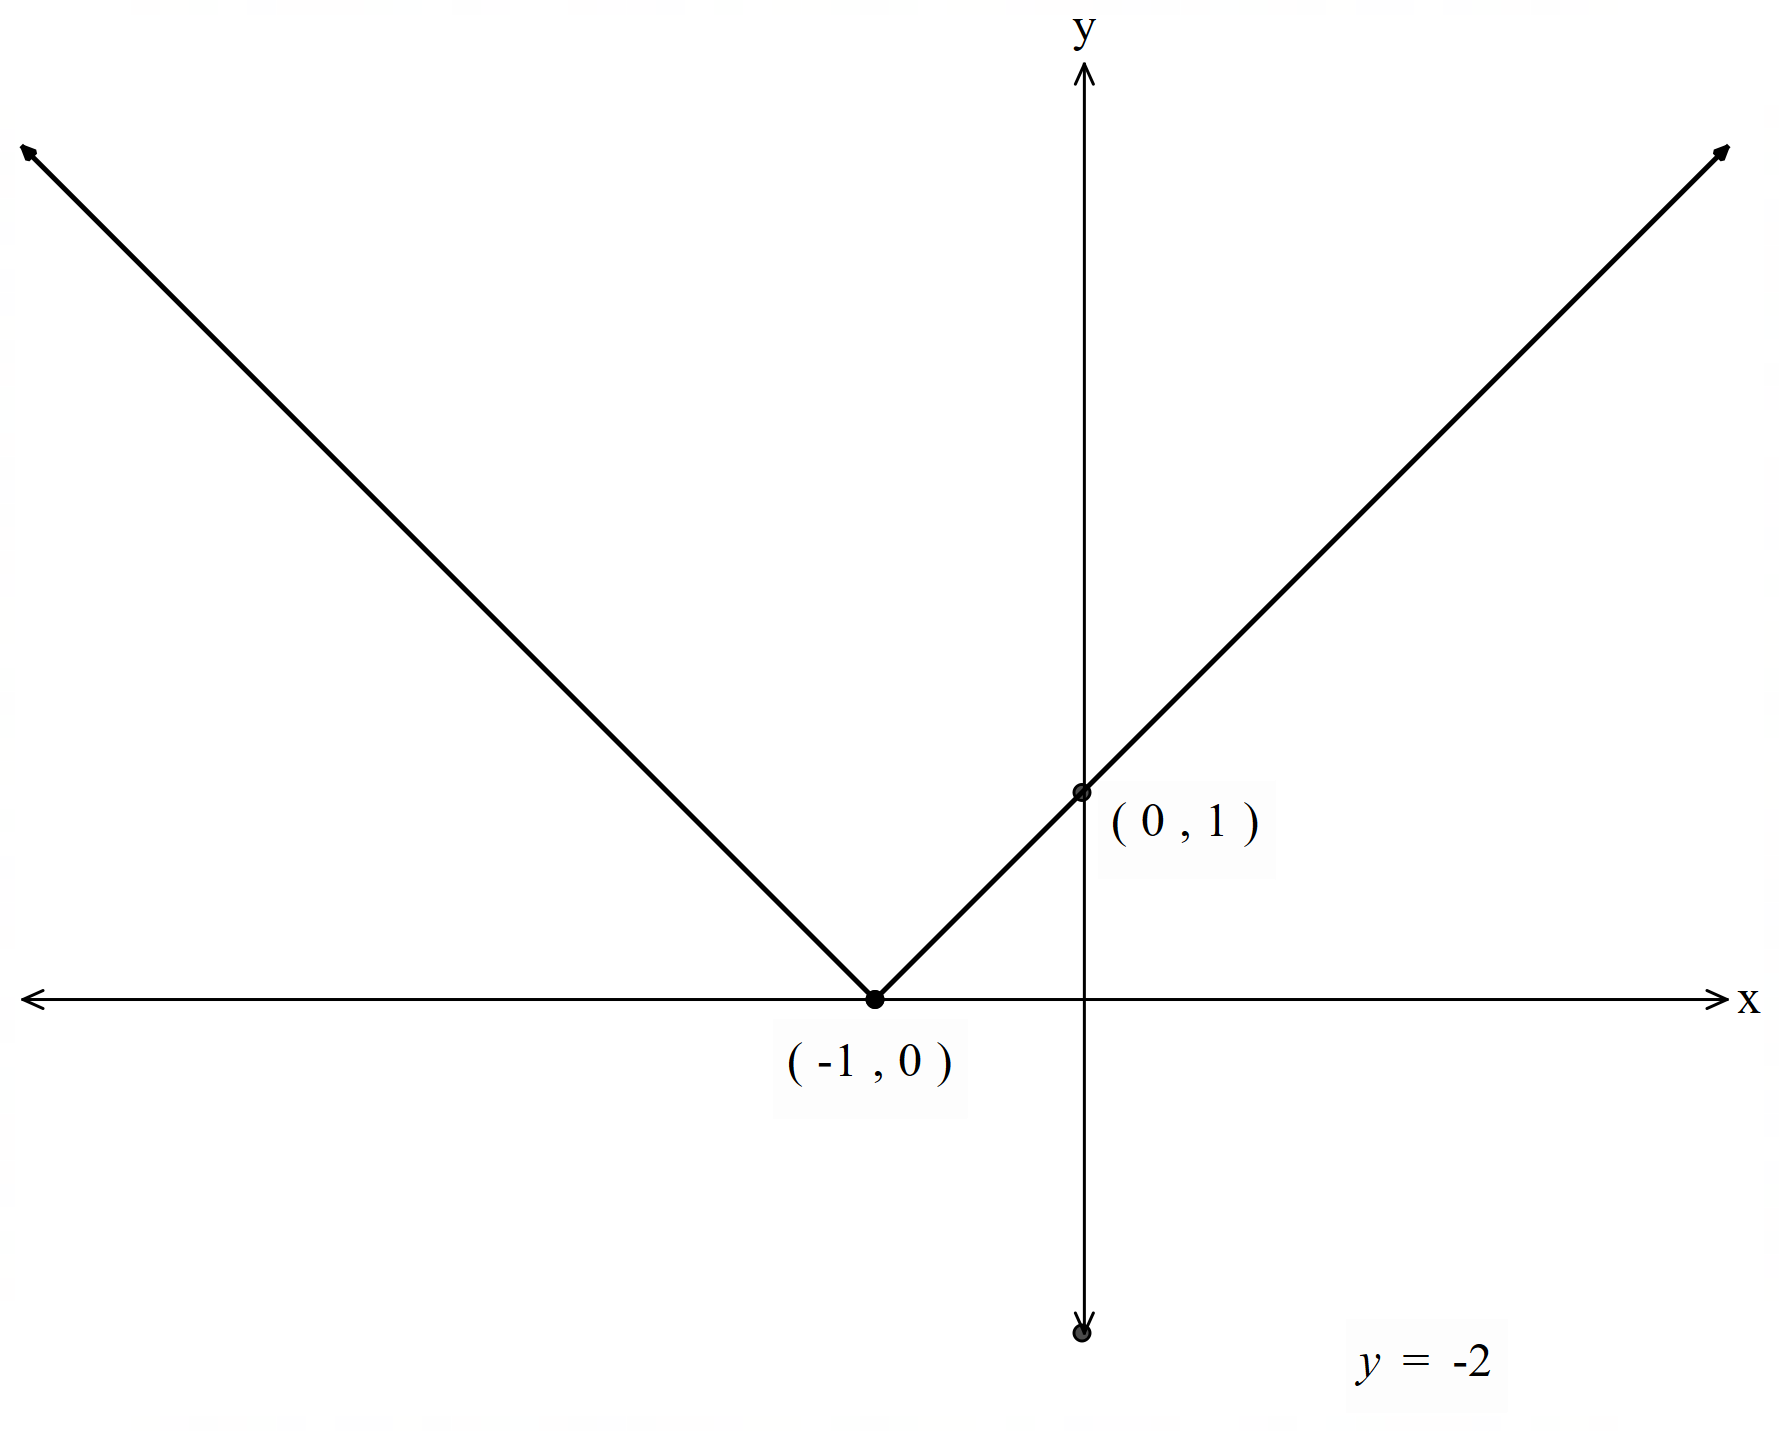 y
( 0 , 1 )
x
( -1 , 0 )
y = -2